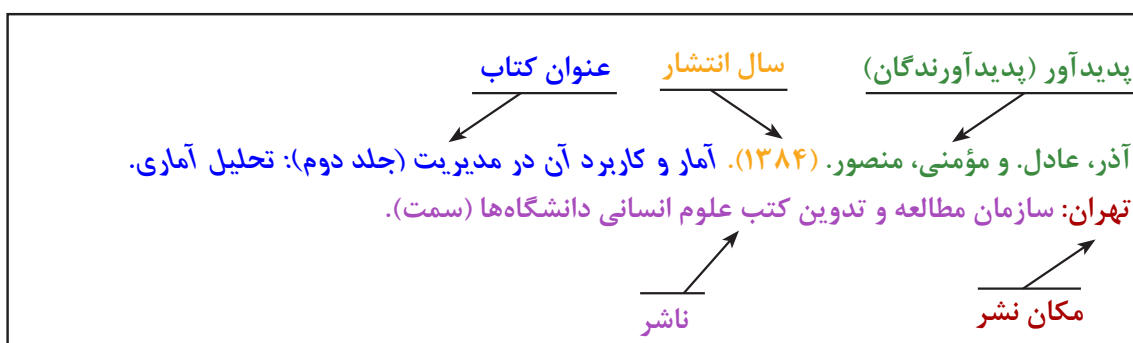 پدیدآور (پدیدآورندگان) سال انتشار عنوان کتاب
آذر، عادل. و مؤمنی، منصور. (۱۳۸۴). آمار و کاربرد آن در مدیریت (جلد دوم): تحلیل آماری.
تهران: سازمان مطالعه و تدوین کتب علوم انسانی دانشگاه‌ها (سمت).
مکان نشر ناشر